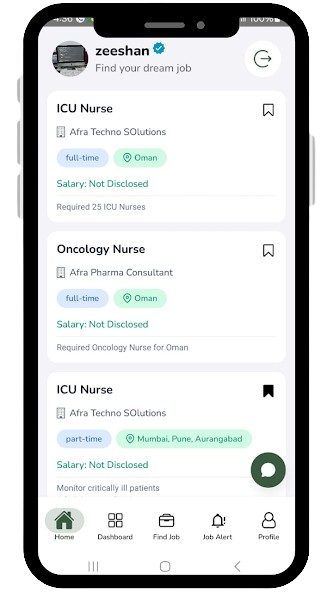 zeeshan
Find your dream job
ICU Nurse
Afra Techno SOlutions
full-time
Oman
Salary: Not Disclosed
Required 25 ICU Nurses
Oncology Nurse
Afra Pharma Consultant
full-time
Oman
Salary: Not Disclosed
Required Oncology Nurse for Oman
ICU Nurse
Afra Techno SOlutions
part-time
Mumbai, Pune, Aurangabad
Salary: Not Disclosed
Monitor critically ill patients
Home
Dashboard
Find Job
Job Alert
Profile